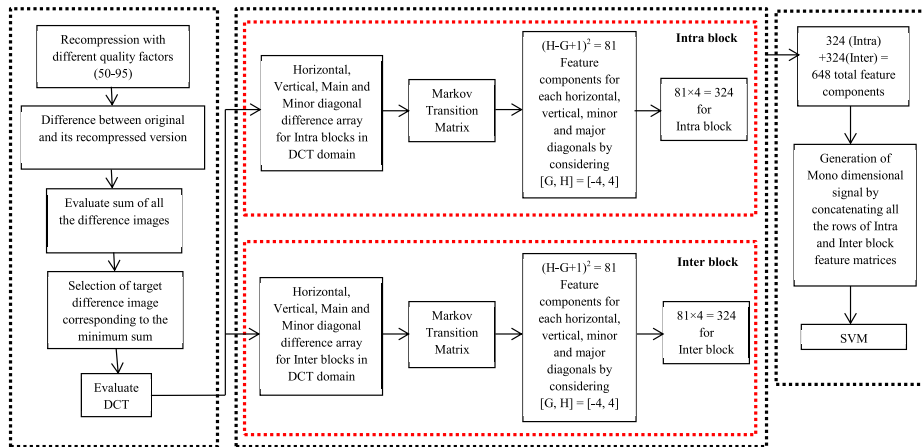 Recompression with
different quality factors
(50-95)
Difference between original
and its recompressed version
Evaluate sum of all
the difference images
Selection of target
difference image
corresponding to the
minimum sum
Evaluate
DCT
Intra block
Horizontal,
Vertical, Main and
Minor diagonal
difference array
for Intra blocks in
DCT domain
Markov
Transition
Matrix
(H-G+1)² = 81
Feature
components for
each horizontal,
vertical, minor
and major
diagonals by
considering
[G, H] = [-4, 4]
81×4 = 324
for
Intra block
Inter block
Horizontal,
Vertical, Main and
Minor diagonal
difference array
for Inter blocks in
DCT domain
Markov
Transition
Matrix
(H-G+1)² = 81
Feature
components for
each horizontal,
vertical, minor
and major
diagonals by
considering
[G, H] = [-4, 4]
81×4 = 324
for
Inter block
324 (Intra)
+324(Inter) =
648 total feature
components
Generation of
Mono dimensional
signal by
concatenating all
the rows of Intra
and Inter block
feature matrices
SVM